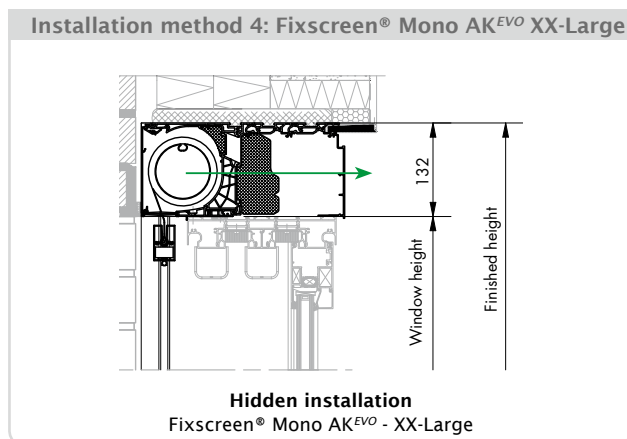 Installation method 4: Fixscreen® Mono AKEVO XX-Large
132
Window height
Finished height
Hidden installation
Fixscreen® Mono AKEVO - XX-Large